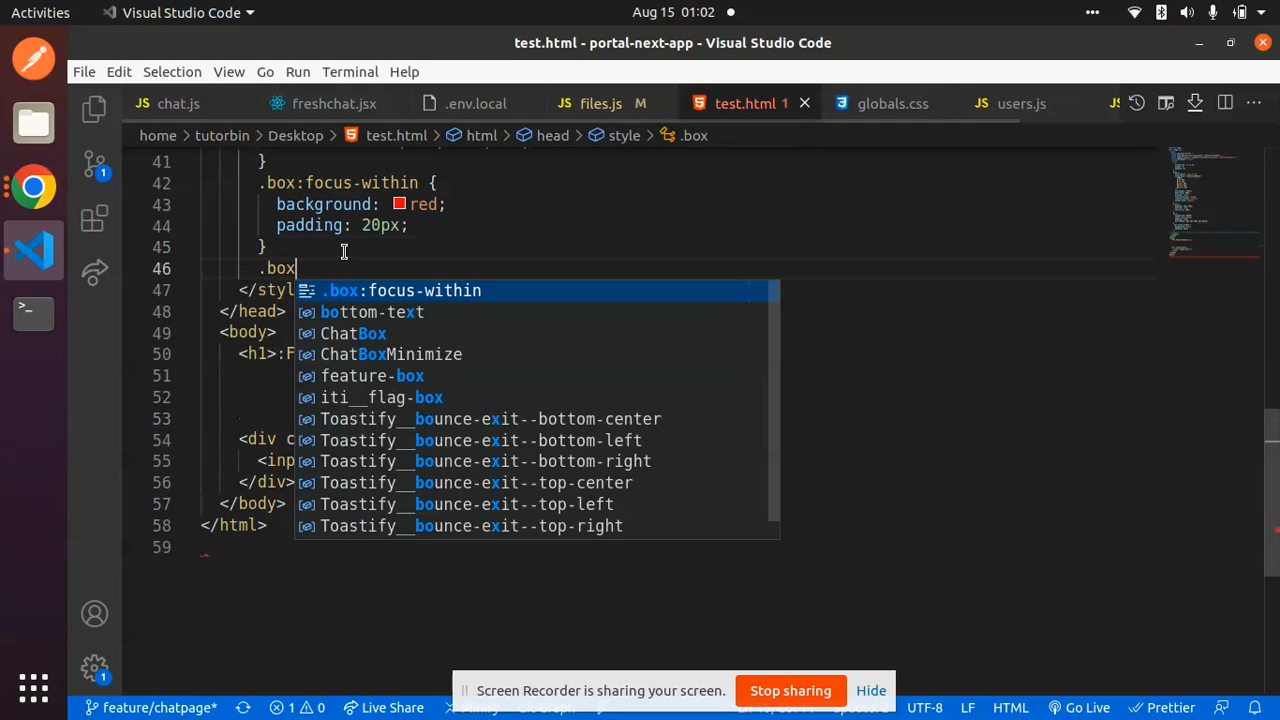 Activities
Visual Studio Code
Aug 15 01:02
test.html - portal-next-app - Visual Studio Code
File Edit Selection View Go Run Terminal Help
JS chat.js
freshchat.jsx
.env.local
JS files.js M
test.html 1
globals.css
JS users.js
JS
home > tutorbin > Desktop > test.html > html > head > style > .box
41 }
42 .box:focus-within {
43 background: red;
44 padding: 20px;
45 }
46 .box
47 </styl
48 </head>
49 <body>
50 <h1>:F
51
52
53
54 <div c
55 <inp
56 </div>
57 </body>
58 </html>
59
.box:focus-within
bottom-text
ChatBox
ChatBoxMinimize
feature-box
iti__flag-box
Toastify__bounce-exit--bottom-center
Toastify__bounce-exit--bottom-left
Toastify__bounce-exit--bottom-right
Toastify__bounce-exit--top-center
Toastify__bounce-exit--top-left
Toastify__bounce-exit--top-right
1
1
Screen Recorder is sharing your screen. Stop sharing Hide
feature/chatpage* 1 0 Live Share UTF-8 LF HTML Go Live Prettier